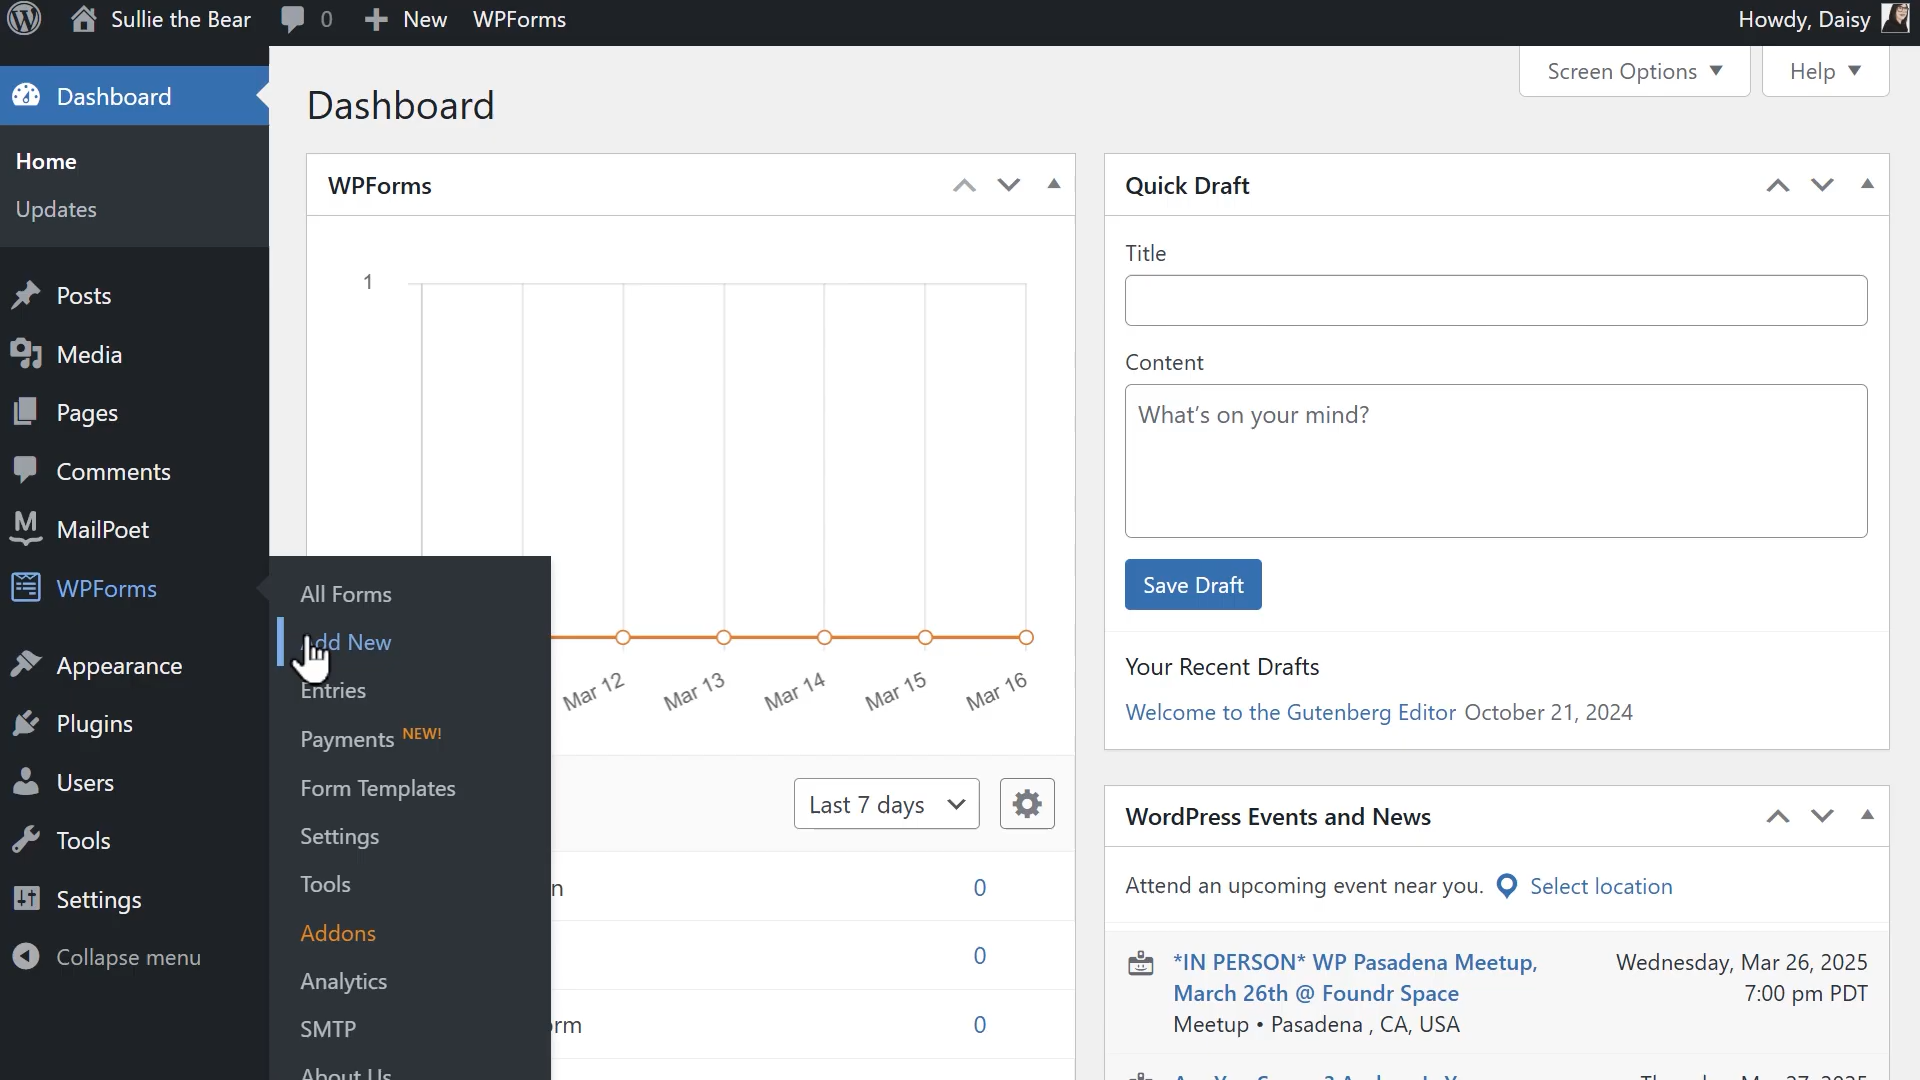 Sullie the Bear
0
New
WPForms
Howdy, Daisy
Dashboard
Home
Updates
Posts
Media
Pages
Comments
MailPoet
WPForms
Appearance
Plugins
Users
Tools
Settings
Collapse menu
All Forms
Add New
Entries
Payments NEW!
Form Templates
Settings
Tools
Addons
Analytics
SMTP
About Us
Screen Options
Help
Dashboard
WPForms
1
Mar 12
Mar 13
Mar 14
Mar 15
Mar 16
Last 7 days
n 0
0
orm 0
Quick Draft
Title
Content
What's on your mind?
Save Draft
Your Recent Drafts
Welcome to the Gutenberg Editor October 21, 2024
WordPress Events and News
Attend an upcoming event near you. Select location
*IN PERSON* WP Pasadena Meetup, Wednesday, Mar 26, 2025
March 26th @ Foundr Space 7:00 pm PDT
Meetup • Pasadena , CA, USA